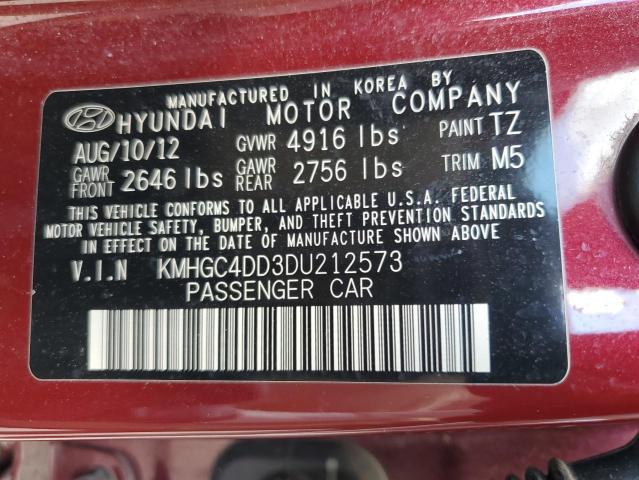 MANUFACTURED IN KOREA BY
HYUNDAI MOTOR COMPANY
AUG/10/12 GVWR 4916 lbs PAINT TZ
GAWR FRONT 2646 lbs GAWR REAR 2756 lbs TRIM M5
THIS VEHICLE CONFORMS TO ALL APPLICABLE U.S.A. FEDERAL
MOTOR VEHICLE SAFETY, BUMPER, AND THEFT PREVENTION STANDARDS
IN EFFECT ON THE DATE OF MANUFACTURE SHOWN ABOVE.
V.I.N KMHGC4DD3DU212573
PASSENGER CAR